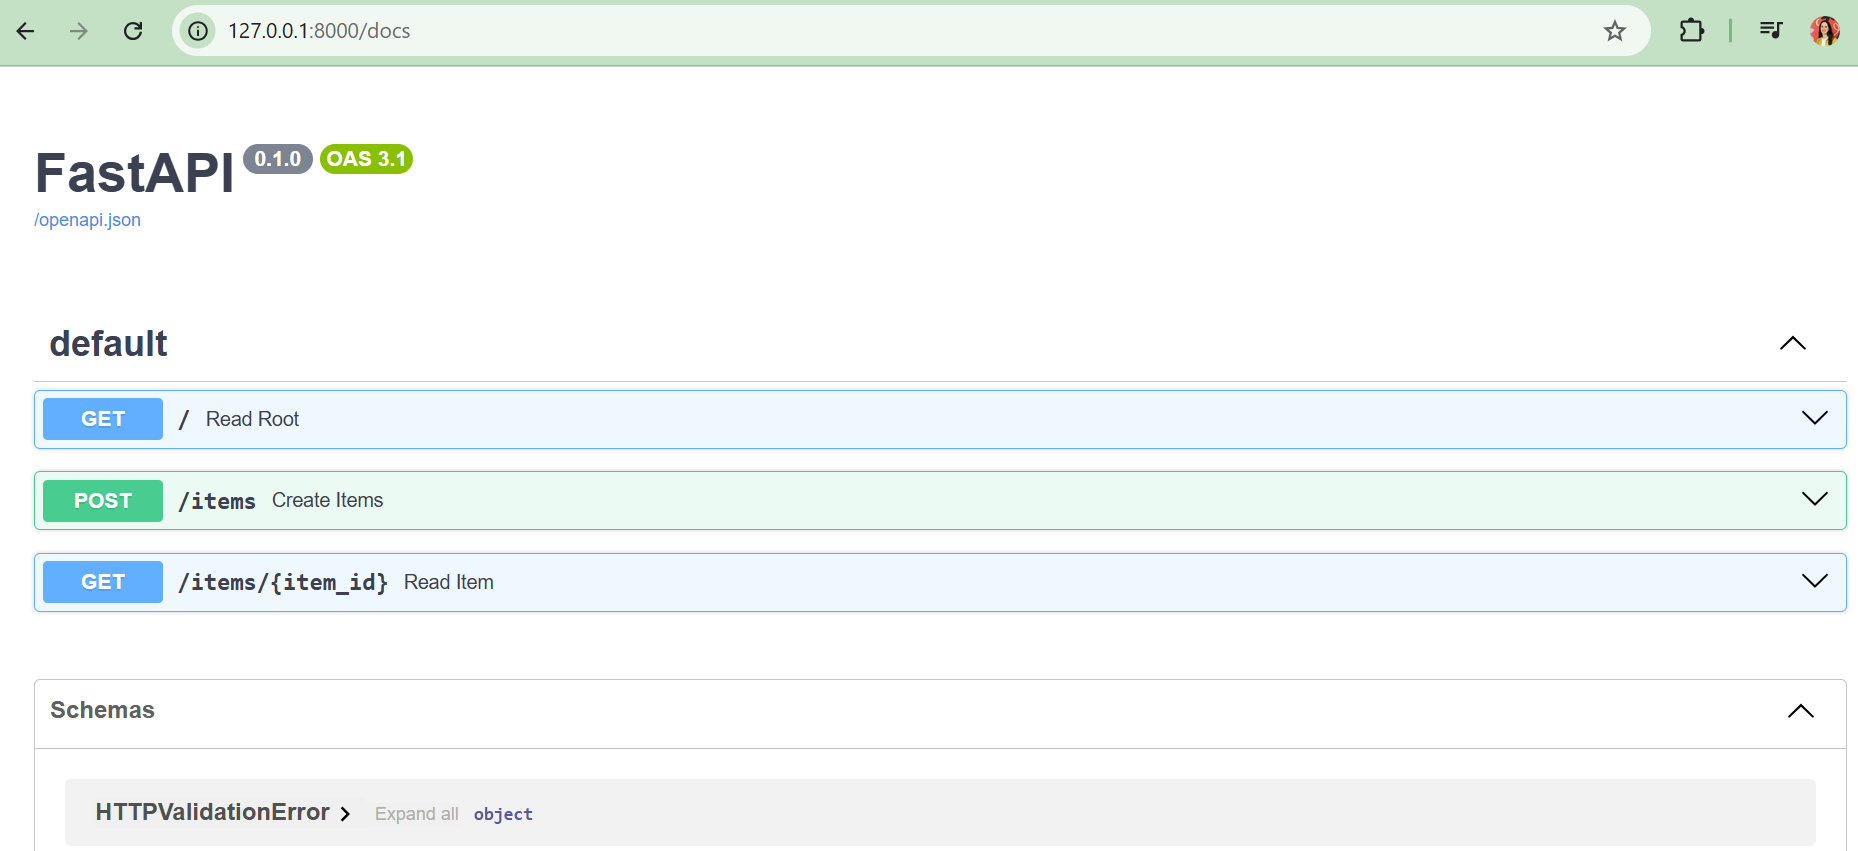 127.0.0.1:8000/docs
FastAPI 0.1.0 OAS 3.1
/openapi.json
default
GET / Read Root
POST /items Create Items
GET /items/{item_id} Read Item
Schemas
HTTPValidationError Expand all object